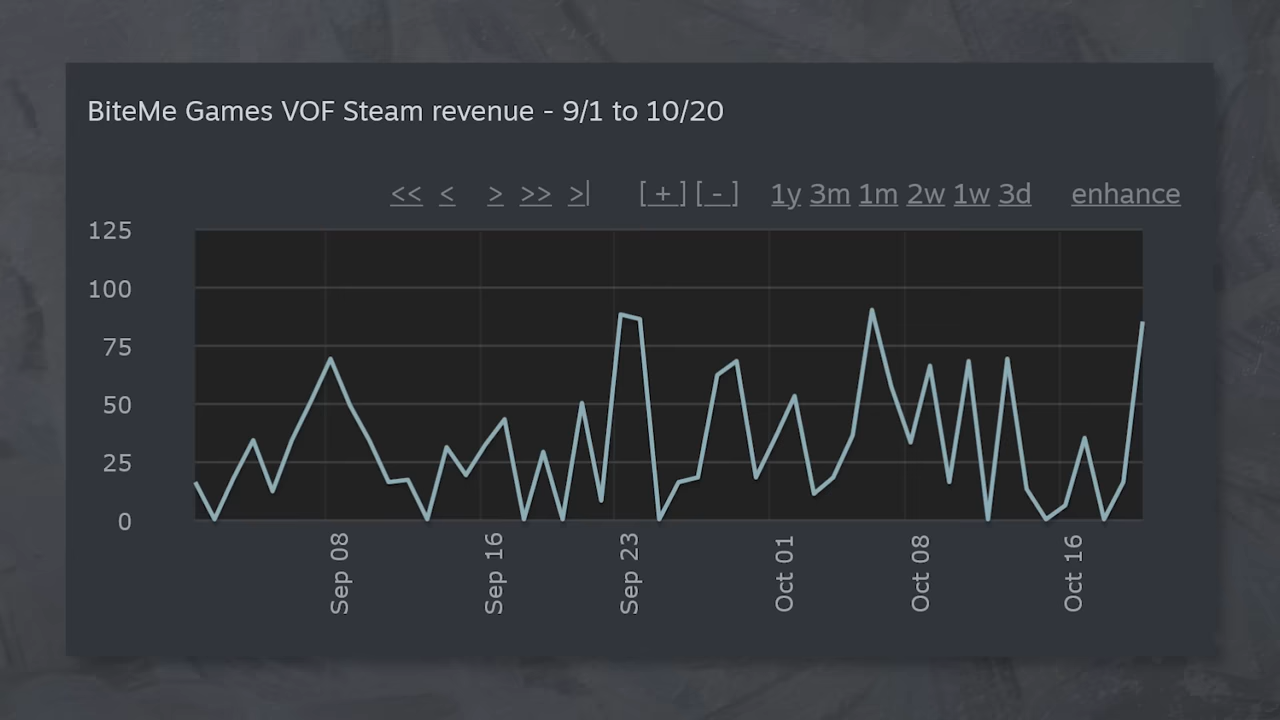 BiteMe Games VOF Steam revenue - 9/1 to 10/20
<< < > >> >| [ + ] [ - ] 1y 3m 1m 2w 1w 3d enhance
125
100
75
50
25
0
Sep 08
Sep 16
Sep 23
Oct 01
Oct 08
Oct 16